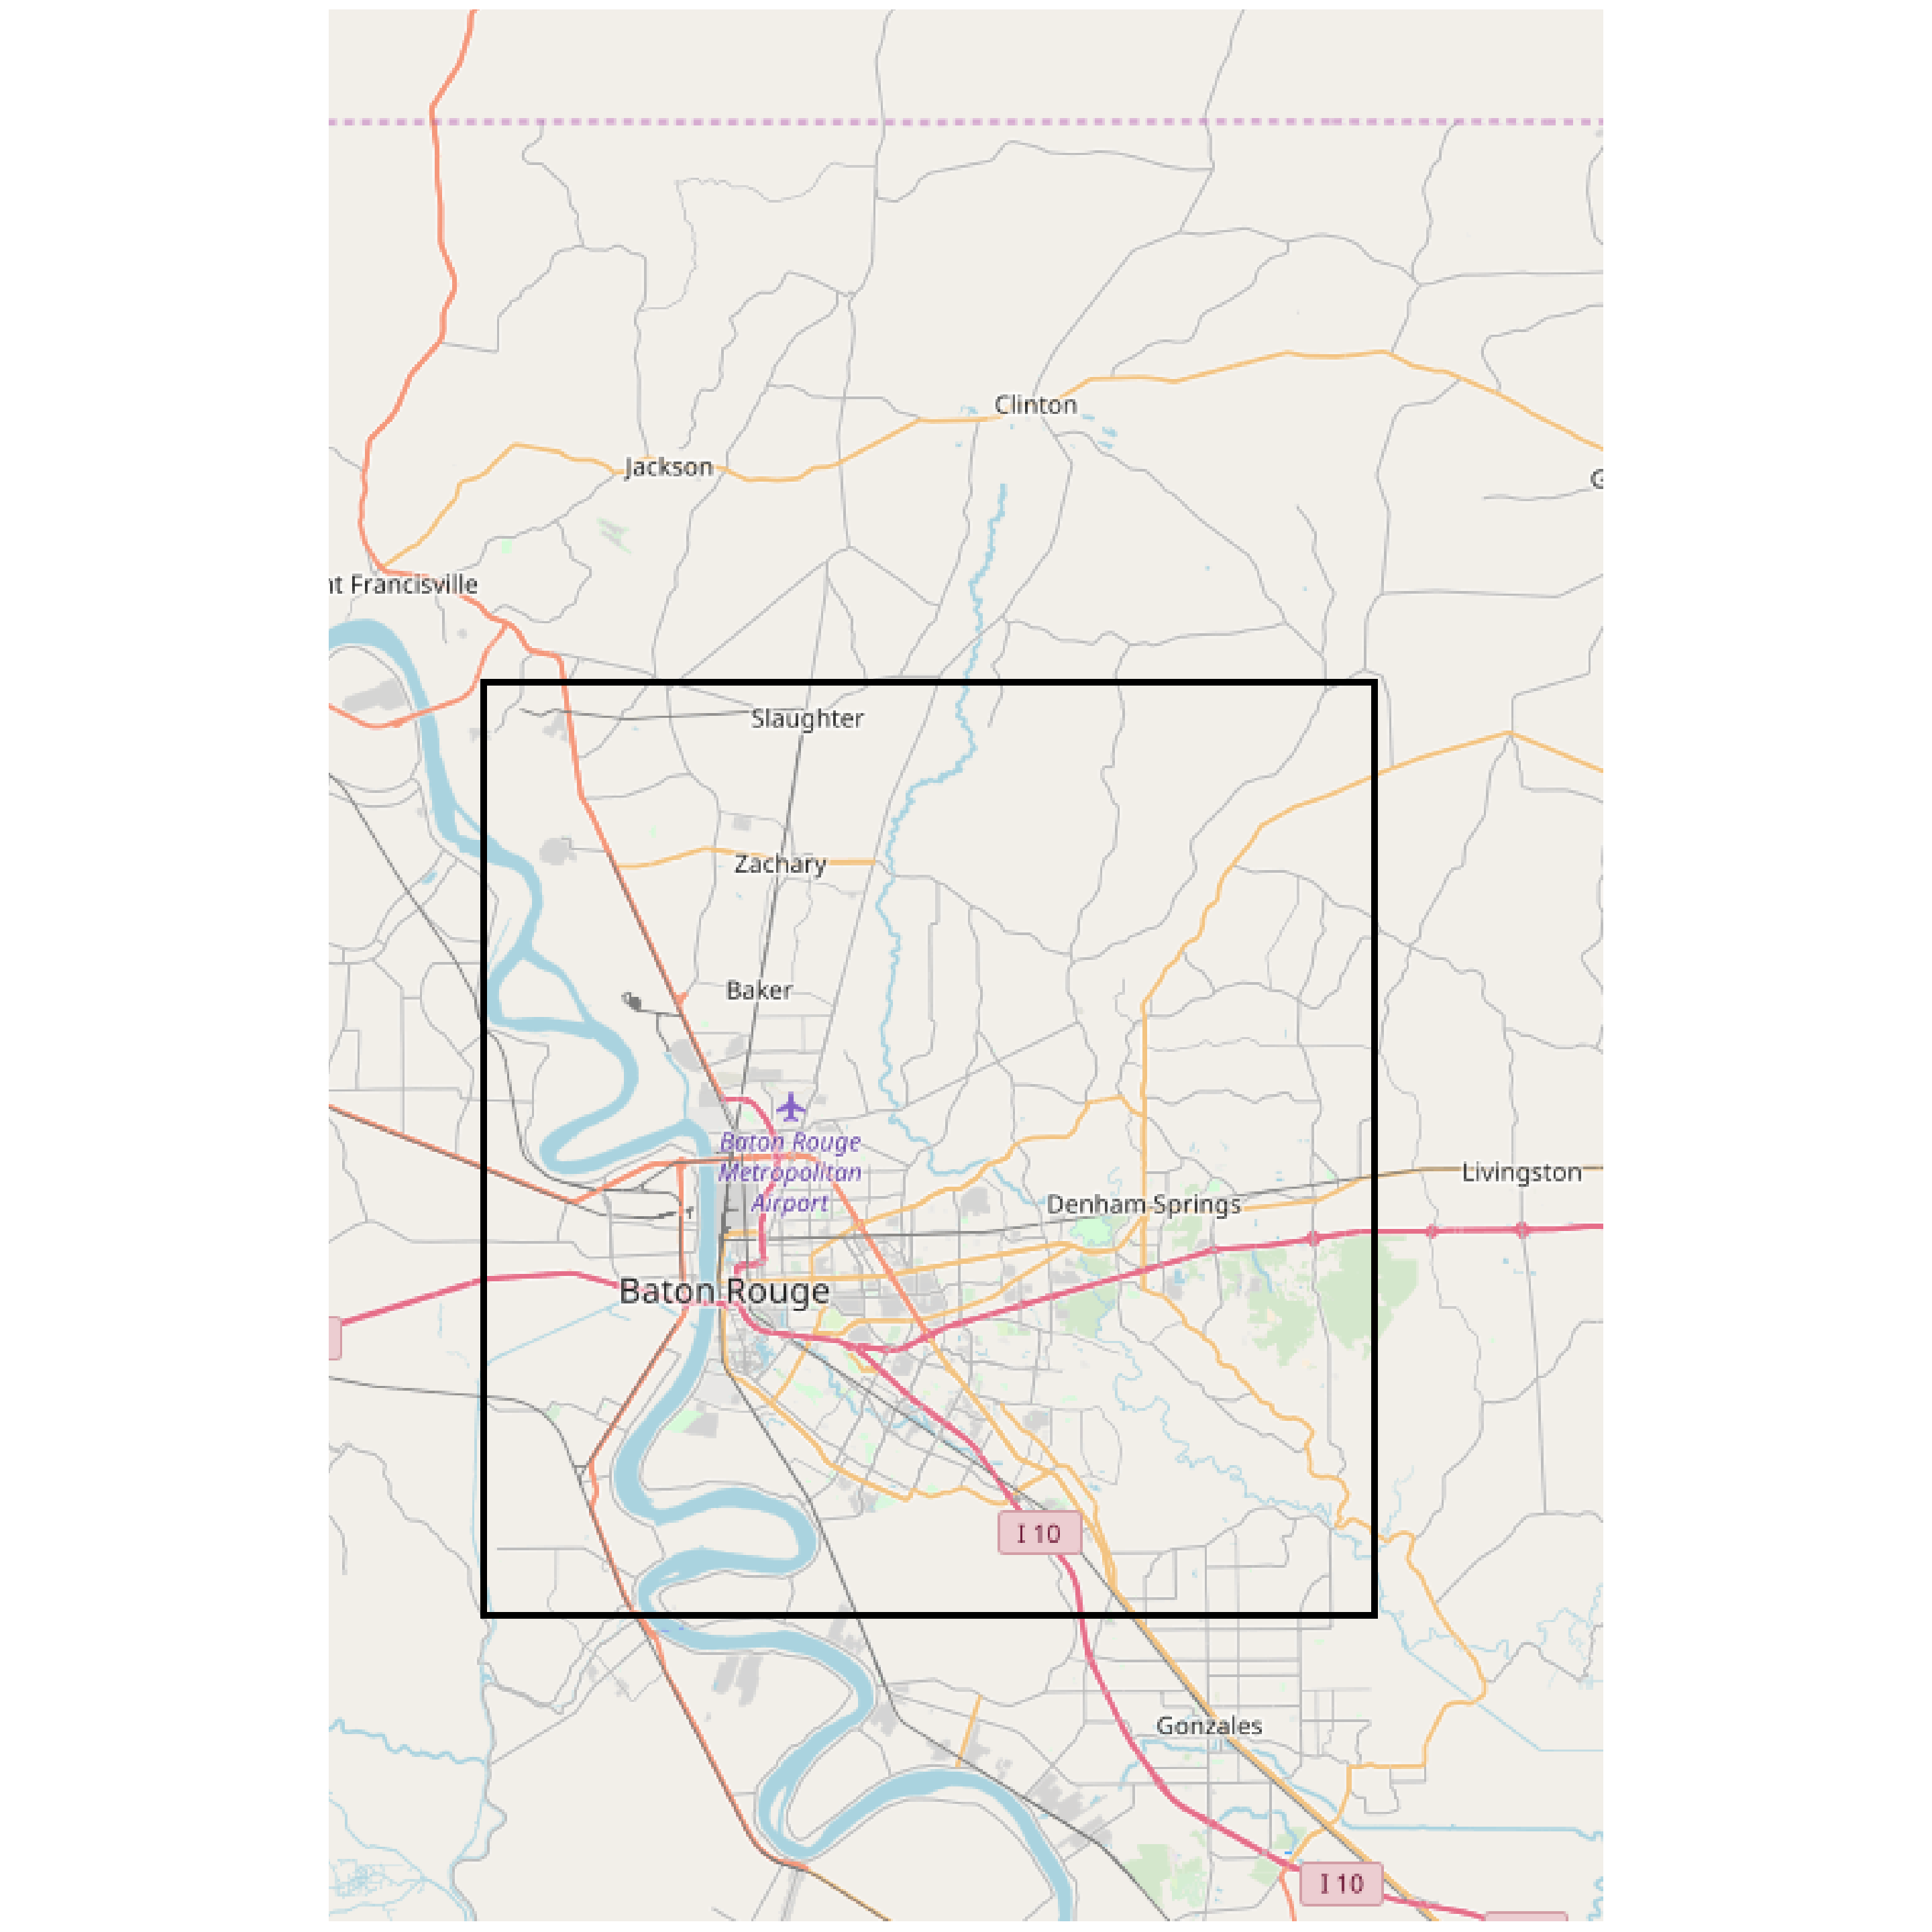 Clinton
Jackson
G
nt Francisville
Slaughter
Zachary
Baker
Baton Rouge
Metropolitan
Airport
Livingston
Denham Springs
Baton Rouge
I 10
Gonzales
I 10